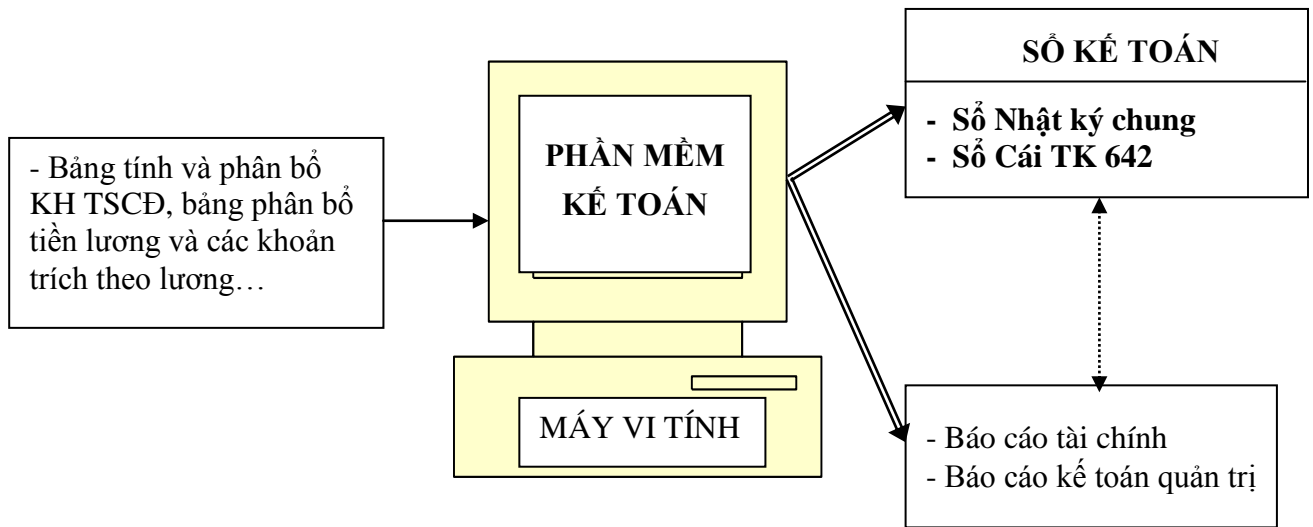 - Bảng tính và phân bổ
KH TSCĐ, bảng phân bổ
tiền lương và các khoản
trích theo lương…
PHẦN MỀM
KẾ TOÁN
MÁY VI TÍNH
SỔ KẾ TOÁN
- Sổ Nhật ký chung
- Sổ Cái TK 642
- Báo cáo tài chính
- Báo cáo kế toán quản trị